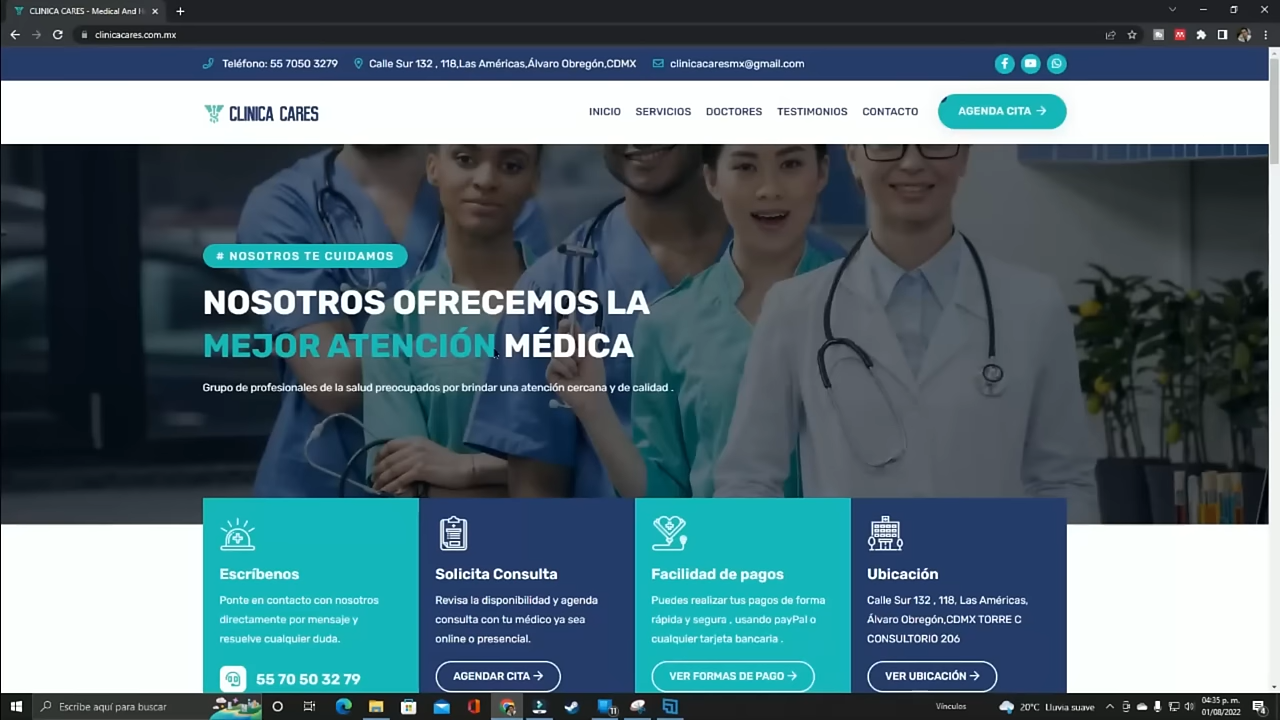 CLINICA CARES - Medical And H
clinicacares.com.mx
Teléfono: 55 7050 3279
Calle Sur 132 , 118,Las Américas,Álvaro Obregón,CDMX
clinicacaresmx@gmail.com
CLINICA CARES
INICIO
SERVICIOS
DOCTORES
TESTIMONIOS
CONTACTO
AGENDA CITA
# NOSOTROS TE CUIDAMOS
NOSOTROS OFRECEMOS LA
MEJOR ATENCIÓN MÉDICA
Grupo de profesionales de la salud preocupados por brindar una atención cercana y de calidad .
Escríbenos
Ponte en contacto con nosotros
directamente por mensaje y
resuelve cualquier duda.
55 70 50 32 79
Solicita Consulta
Revisa la disponibilidad y agenda
consulta con tu médico ya sea
online o presencial.
AGENDAR CITA
Facilidad de pagos
Puedes realizar tus pagos de forma
rápida y segura , usando payPal o
cualquier tarjeta bancaria .
VER FORMAS DE PAGO
Ubicación
Calle Sur 132 , 118, Las Américas,
Álvaro Obregón,CDMX TORRE C
CONSULTORIO 206
VER UBICACIÓN
Escribe aquí para buscar
Vínculos
20°C Lluvia suave
04:35 p. m.
01/08/2022